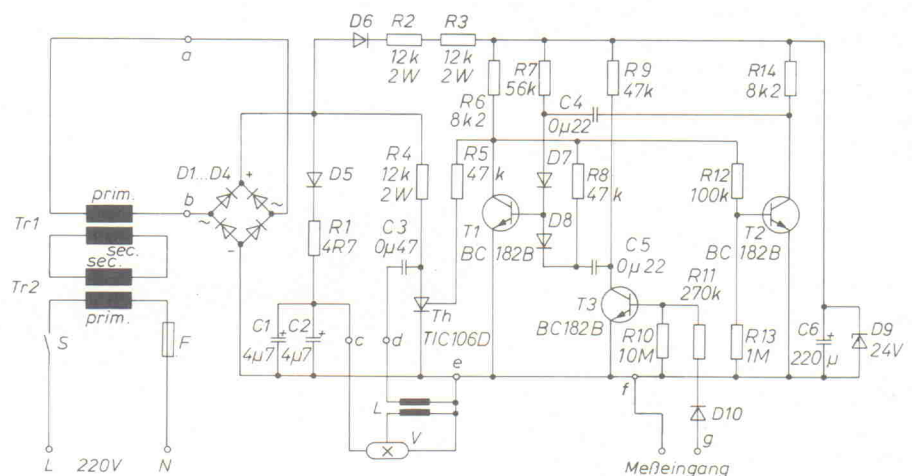 D6 R2 R3
12k 12k
2W 2W
a
R7
56k
R9
47k
R14
8k2
R6
8k2
C4
0µ22
D1...D4 +
prim.
b
~ ~
-
Tr1
sec.
sec.
Tr2
prim.
D5
R1
4R7
R4
12k
2W
C3
0µ47
R5
47k
D7
D8
R8
47k
R12
100k
T1
BC 182B
T2
BC 182B
C5
0µ22
T3
BC182B
R11
270k
Th
TIC106D
S F
C1 + C2 +
4µ7 4µ7
c d e
R10
10M
R13
1M
C6 +
220µ
D9
24V
f
L
V
D10
g
L 220V N
Meßeingang